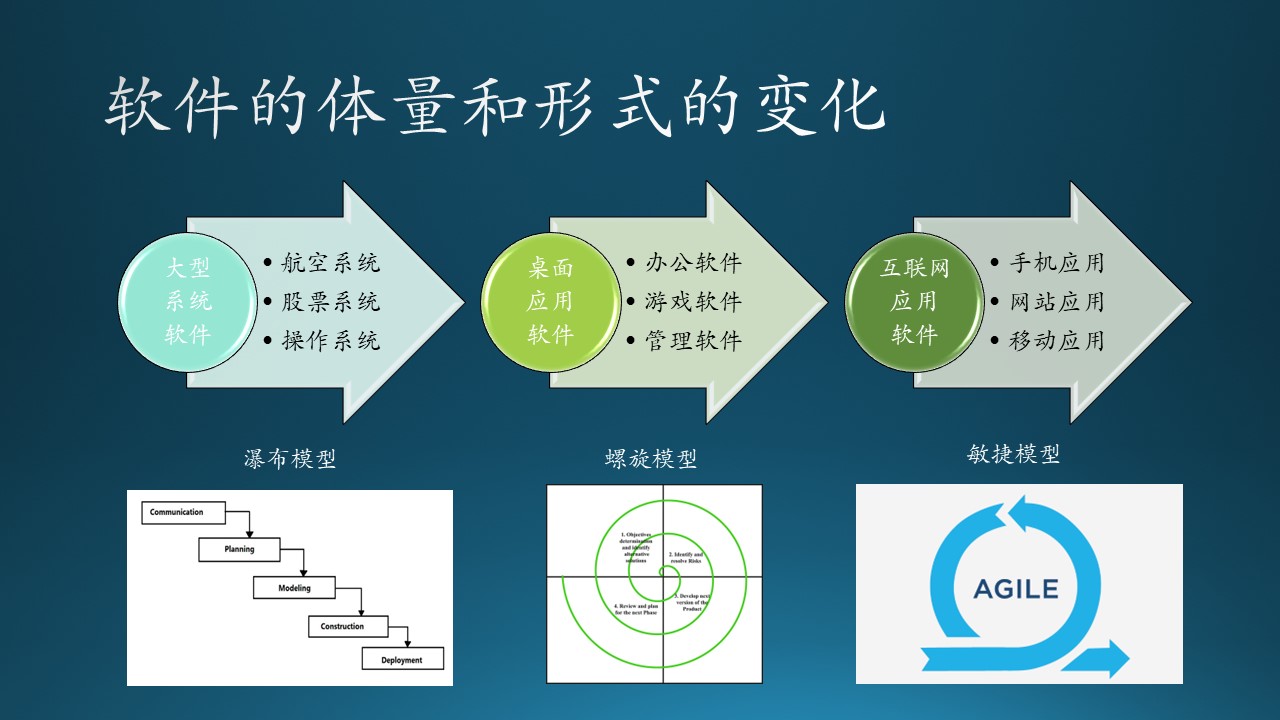 软件的体量和形式的变化
大型
系统
软件
• 航空系统
• 股票系统
• 操作系统
桌面
应用
软件
• 办公软件
• 游戏软件
• 管理软件
互联网
应用
软件
• 手机应用
• 网站应用
• 移动应用
瀑布模型
Communication
Planning
Modeling
Construction
Deployment
螺旋模型
1. Objectives
determination
and identify
alternative
solutions
2. Identify and
resolve Risks
3. Develop next
version of the
Product
4. Review and plan
for the next Phase
敏捷模型
AGILE